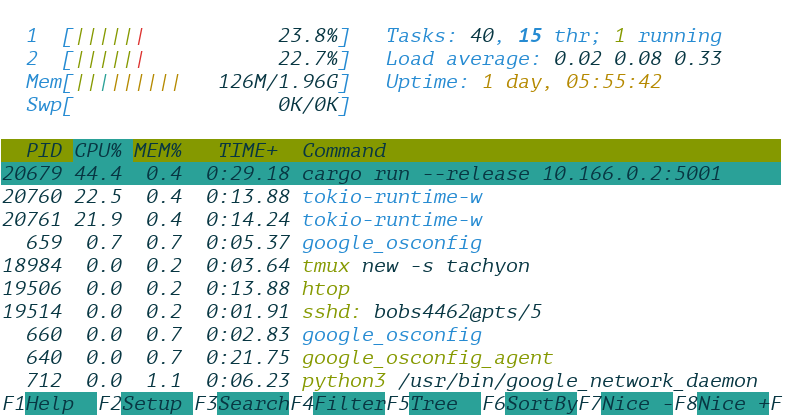 1 [|||||| 23.8%] Tasks: 40, 15 thr; 1 running
2 [|||||| 22.7%] Load average: 0.02 0.08 0.33
Mem[||||||||| 126M/1.96G] Uptime: 1 day, 05:55:42
Swp[ 0K/0K]
PID CPU% MEM% TIME+ Command
20679 44.4 0.4 0:29.18 cargo run --release 10.166.0.2:5001
20760 22.5 0.4 0:13.88 tokio-runtime-w
20761 21.9 0.4 0:14.24 tokio-runtime-w
659 0.7 0.7 0:05.37 google_osconfig
18984 0.0 0.2 0:03.64 tmux new -s tachyon
19506 0.0 0.2 0:13.88 htop
19514 0.0 0.2 0:01.91 sshd: bobs4462@pts/5
660 0.0 0.7 0:02.83 google_osconfig
640 0.0 0.7 0:21.75 google_osconfig_agent
712 0.0 1.1 0:06.23 python3 /usr/bin/google_network_daemon
F1Help F2Setup F3SearchF4FilterF5Tree F6SortByF7Nice -F8Nice +F